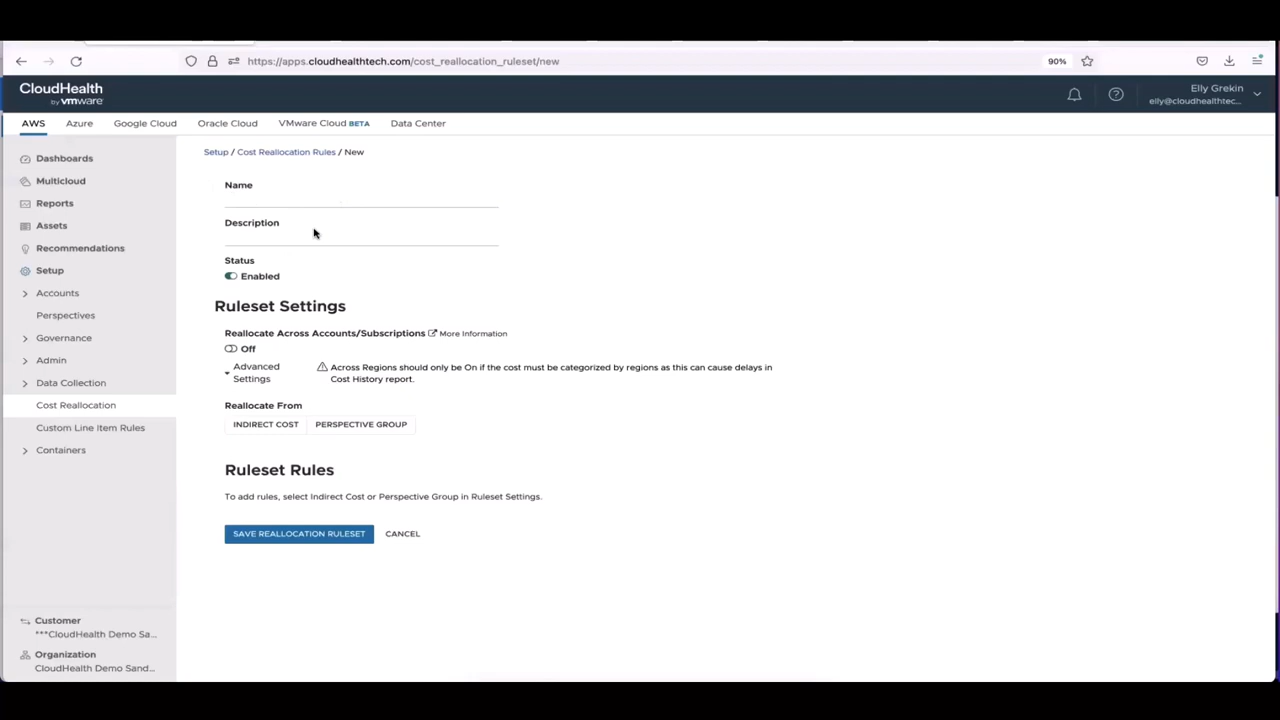 https://apps.cloudhealthtech.com/cost_reallocation_ruleset/new
90%
CloudHealth
by vmware
Elly Grekin
elly@cloudhealthtec...
AWS
Azure
Google Cloud
Oracle Cloud
VMware Cloud BETA
Data Center
Dashboards
Multicloud
Reports
Assets
Recommendations
Setup
Accounts
Perspectives
Governance
Admin
Data Collection
Cost Reallocation
Custom Line Item Rules
Containers
Customer
***CloudHealth Demo Sa...
Organization
CloudHealth Demo Sand...
Setup / Cost Reallocation Rules / New
Name
Description
Status
Enabled
Ruleset Settings
Reallocate Across Accounts/Subscriptions More Information
Off
Advanced
Settings
Across Regions should only be On if the cost must be categorized by regions as this can cause delays in
Cost History report.
Reallocate From
INDIRECT COST
PERSPECTIVE GROUP
Ruleset Rules
To add rules, select Indirect Cost or Perspective Group in Ruleset Settings.
SAVE REALLOCATION RULESET
CANCEL